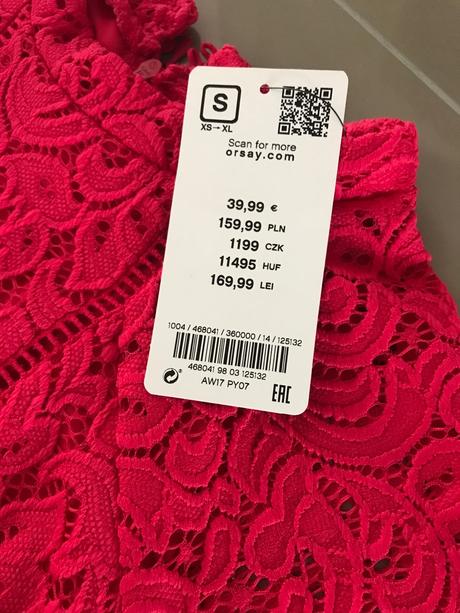 S
XS→XL
Scan for more
orsay.com
39,99 €
159,99 PLN
1199 CZK
11495 HUF
169,99 LEI
1004 / 468041 / 360000 / 14 / 125132
468041 98 03 125132
AW17 PY07
EAC